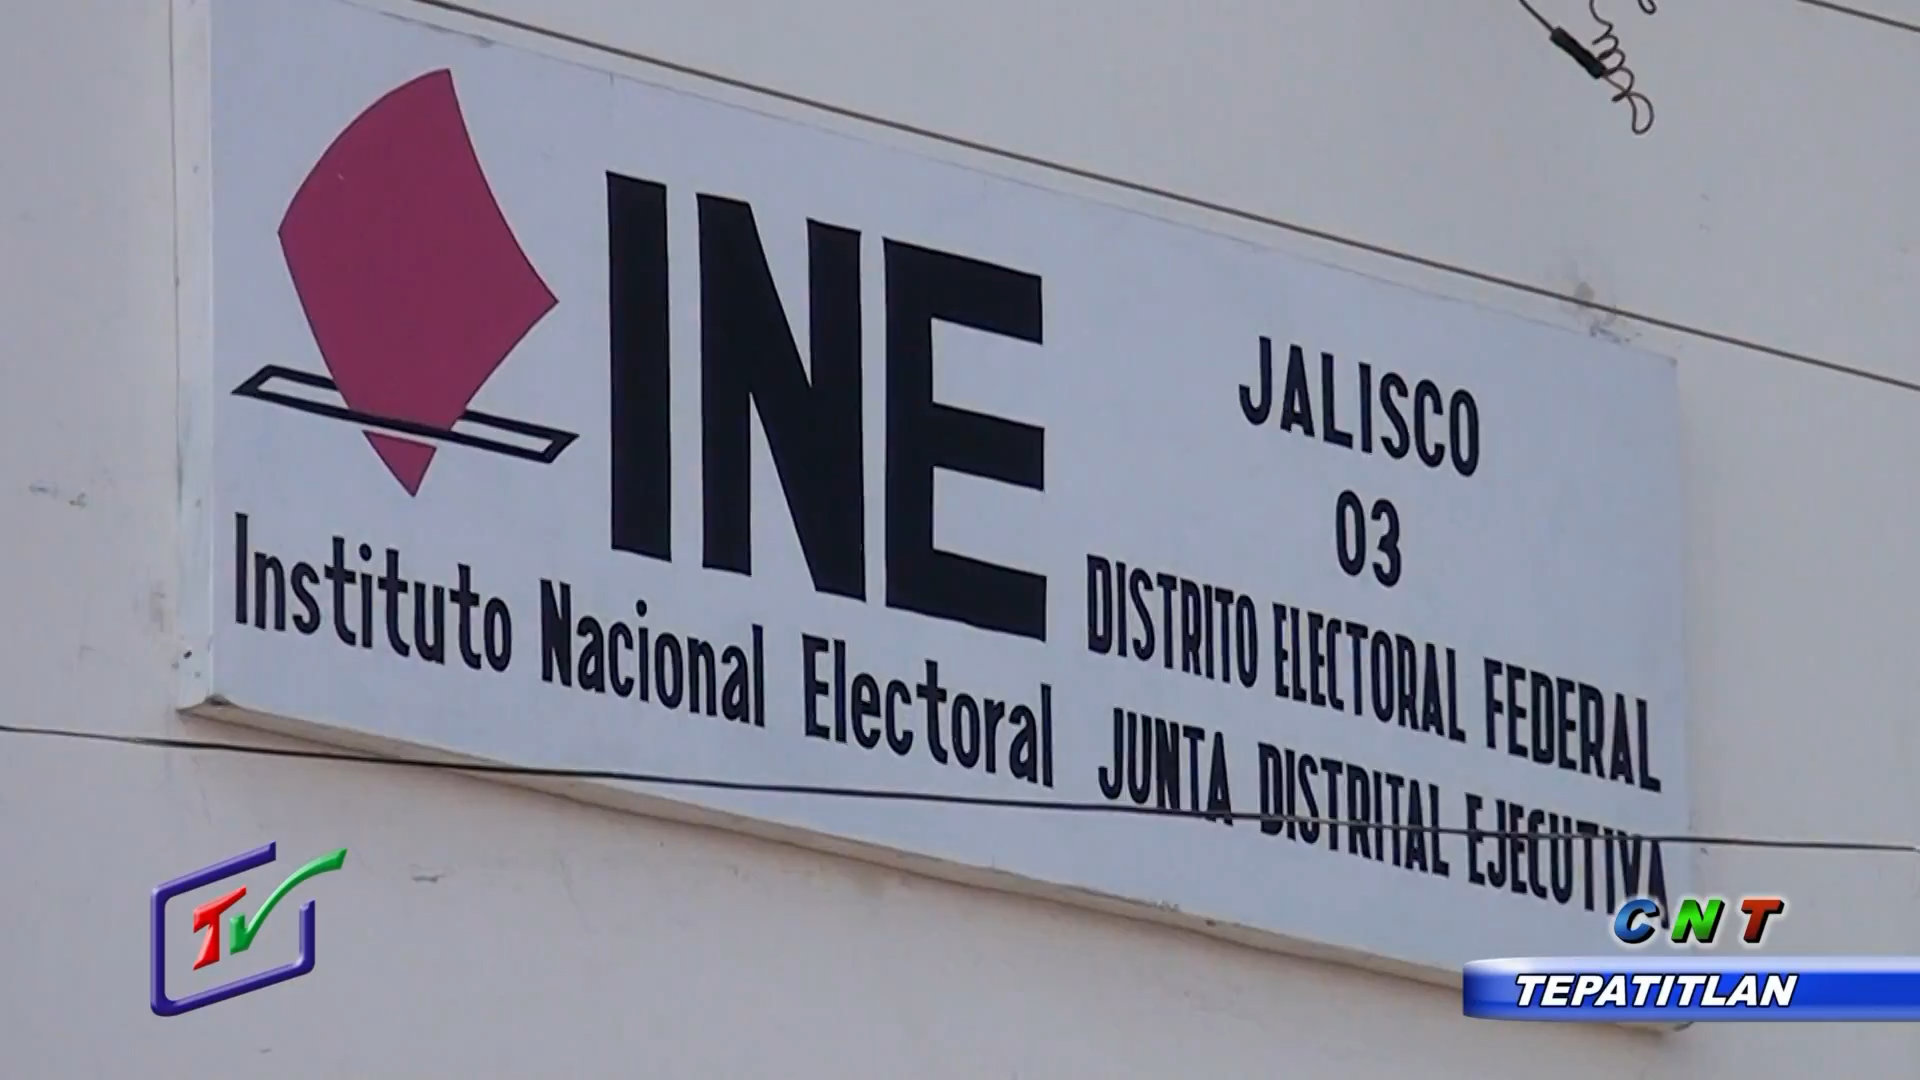 INE
Instituto Nacional Electoral
JALISCO
03
DISTRITO ELECTORAL FEDERAL
JUNTA DISTRITAL EJECUTIVA
TV
CNT
TEPATITLAN